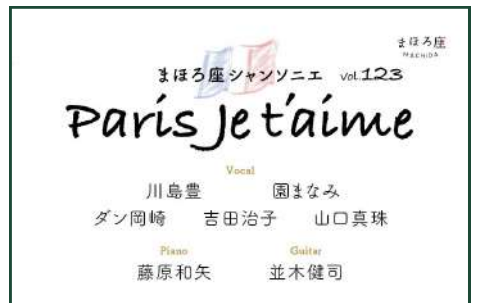 まほろ座
MACHIDA
まほろ座シャンソニエ vol.123
Paris Je t'aime
Vocal
川島豊 園まなみ
ダン岡崎 吉田治子 山口真珠
Piano Guitar
藤原和矢 並木健司